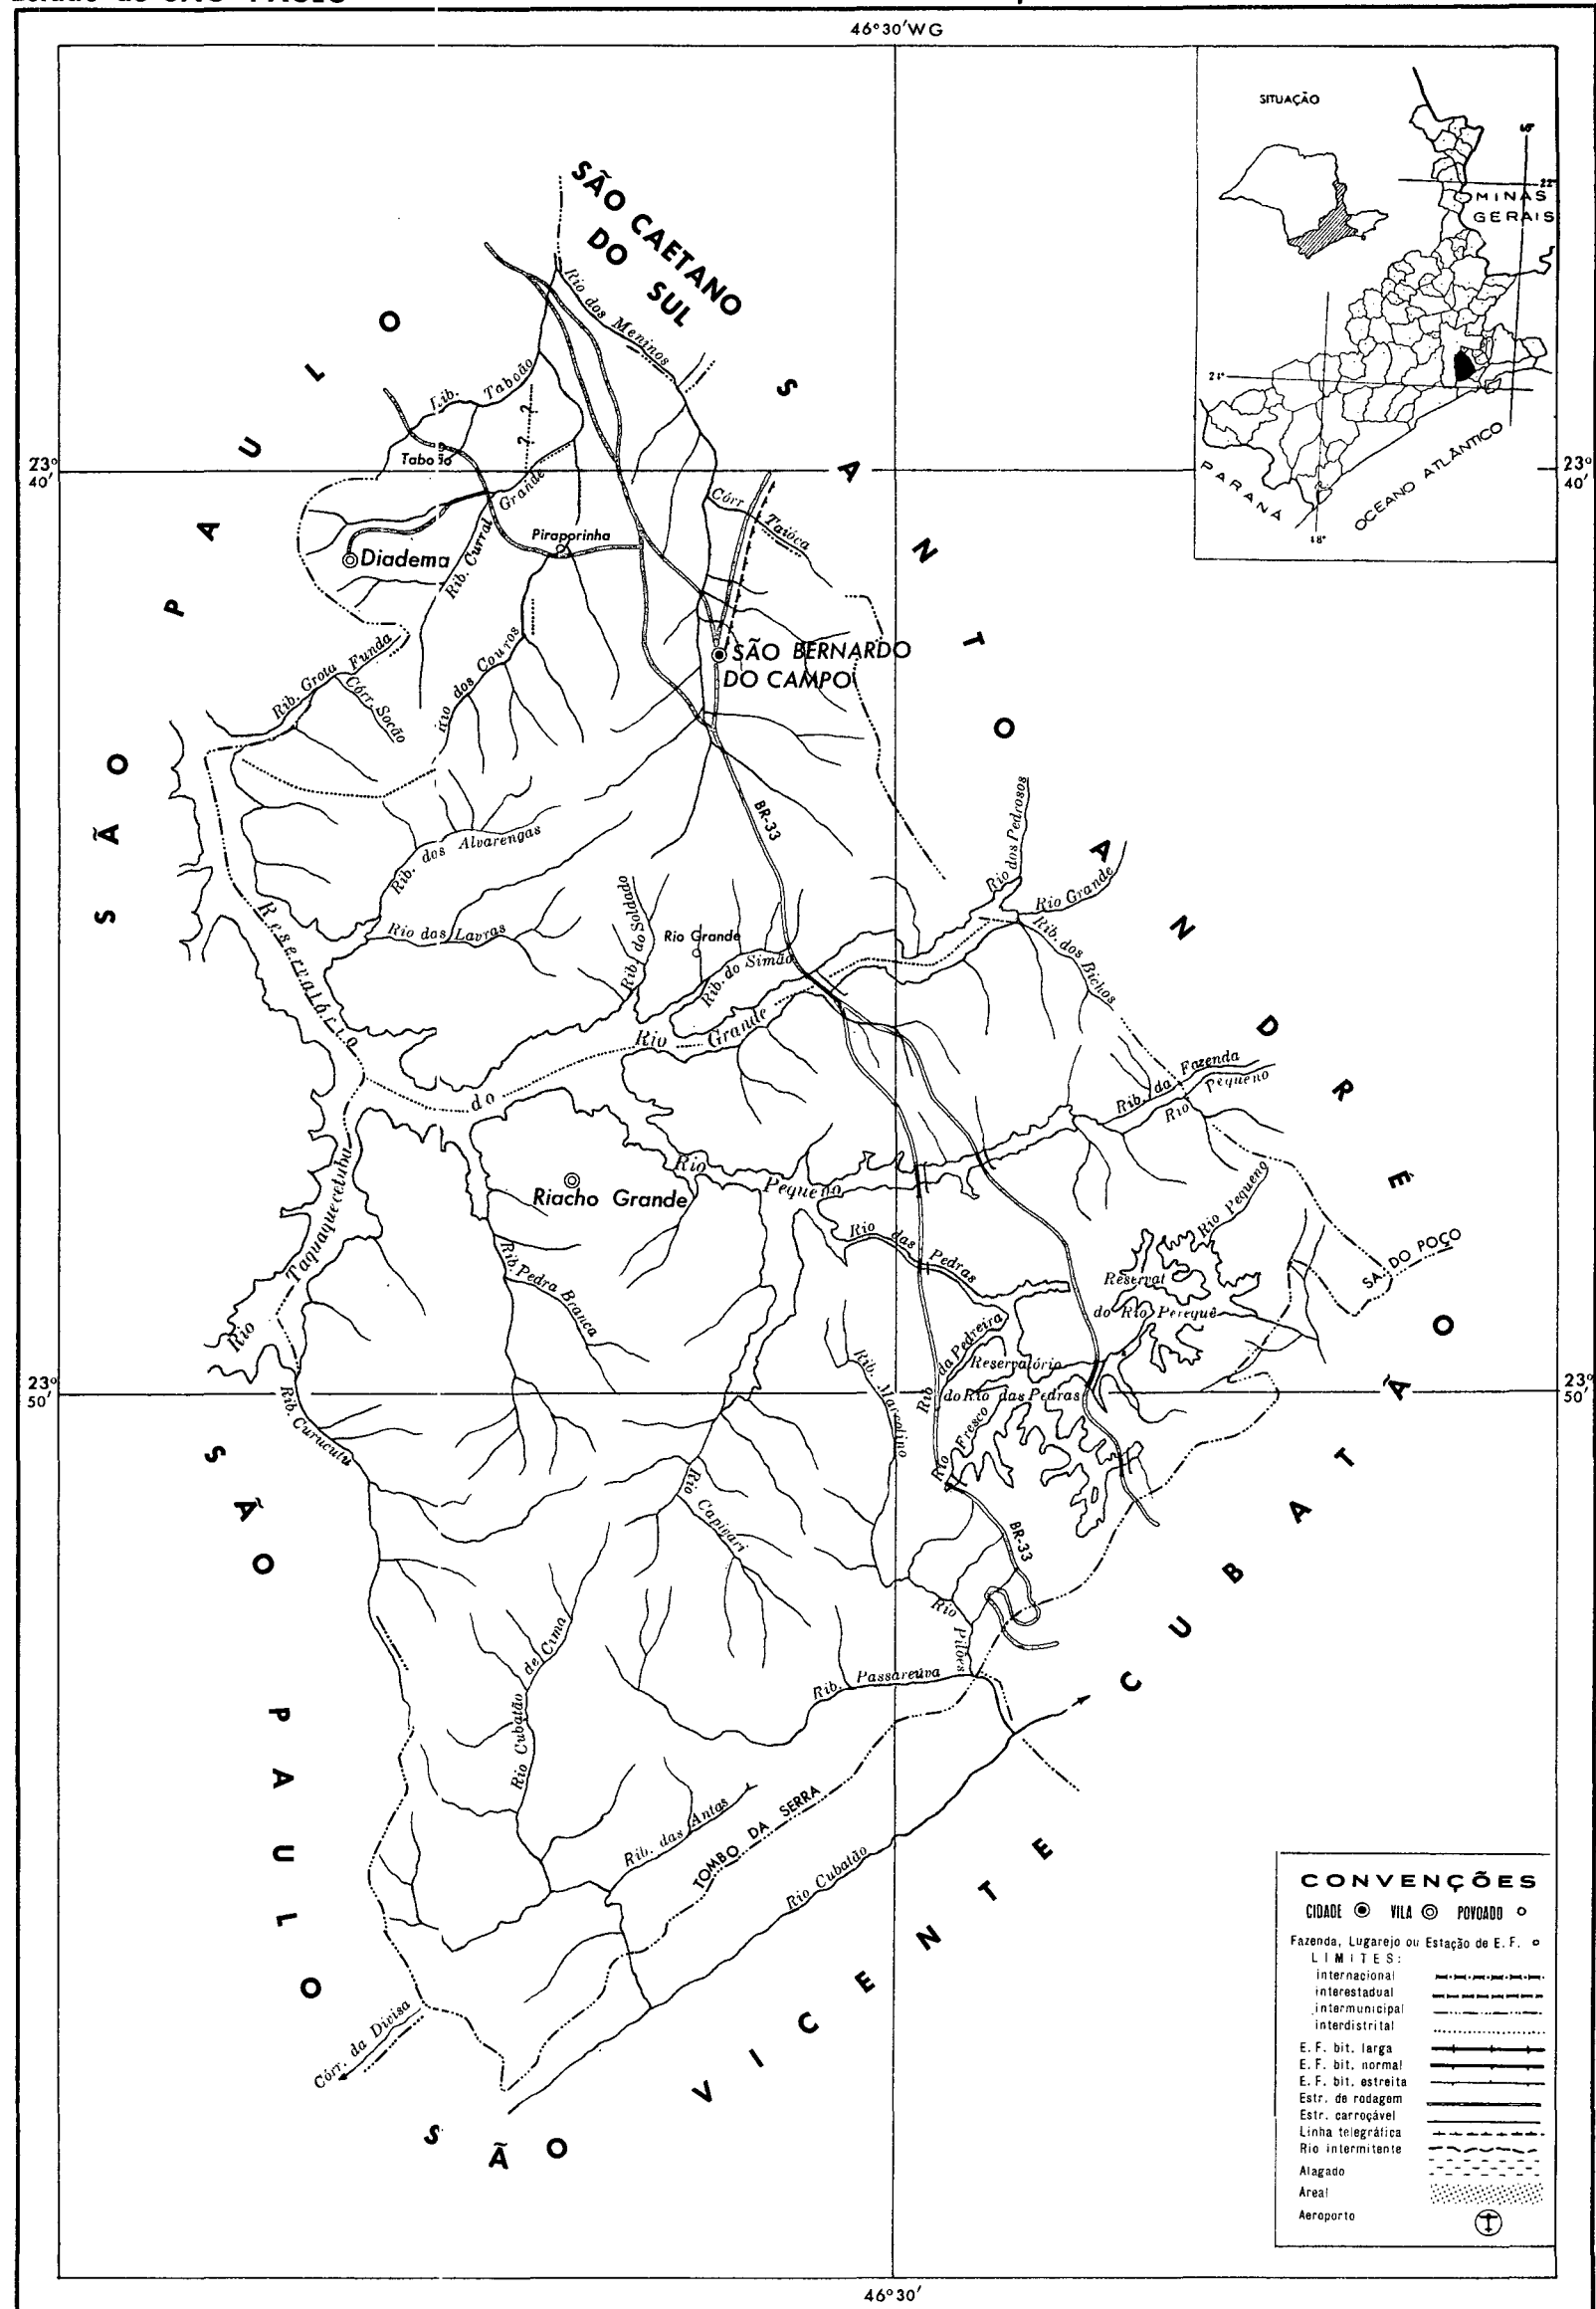 46°30′WG
SITUAÇÃO
MINAS
GERAIS
22°
24°
48°
PARANÁ
OCEANO ATLÂNTICO
SÃO CAETANO
DO
SUL
Rio dos Meninos
SÃO PAULO
SANTO ANDRÉ
Rib. Taboão
?
?
23°
40′
23°
40′
Taboão
Rib. Curral Grande
Piraporinha
Diadema
Córr. Taióca
SÃO BERNARDO
DO CAMPO
Rib. Grota Funda
Córr. Socão
Rio dos Couros
BR-33
Rib. dos Alvarengas
Rio das Lavras
Rib. do Soldado
Rio Grande
Rib. do Simão
Rio dos Pedrosos
Rio Grande
Rib. dos Bichos
Reservatório
do Rio Grande
Rib. da Fazenda
Rio Pequeno
Riacho Grande
Rio Pequeno
Rio Taquaquecetuba
Rib. Pedra Branca
Rio das Pedras
Rio Pequeno
SA. DO POÇO
Reservat.
do Rio Perequê
Rio da Pedreira
Reservatório
do Rio das Pedras
23°
50′
23°
50′
Rib. Marcolino
Rio Fresco
Rib. Curucutu
Rio Capivari
BR-33
Rio Pilões
SÃO PAULO
CUBATÃO
Rio Cubatão de Cima
Rib. Passareúva
Rib. das Antas
TOMBO DA SERRA
Rio Cubatão
Córr. da Divisa
SÃO VICENTE
CONVENÇÕES
CIDADE VILA POVOADO
Fazenda, Lugarejo ou Estação de E. F.
LIMITES:
internacional
interestadual
intermunicipal
interdistrital
E. F. bit. larga
E. F. bit. normal
E. F. bit. estreita
Estr. de rodagem
Estr. carroçável
Linha telegráfica
Rio intermitente
Alagado
Areal
Aeroporto
46°30′